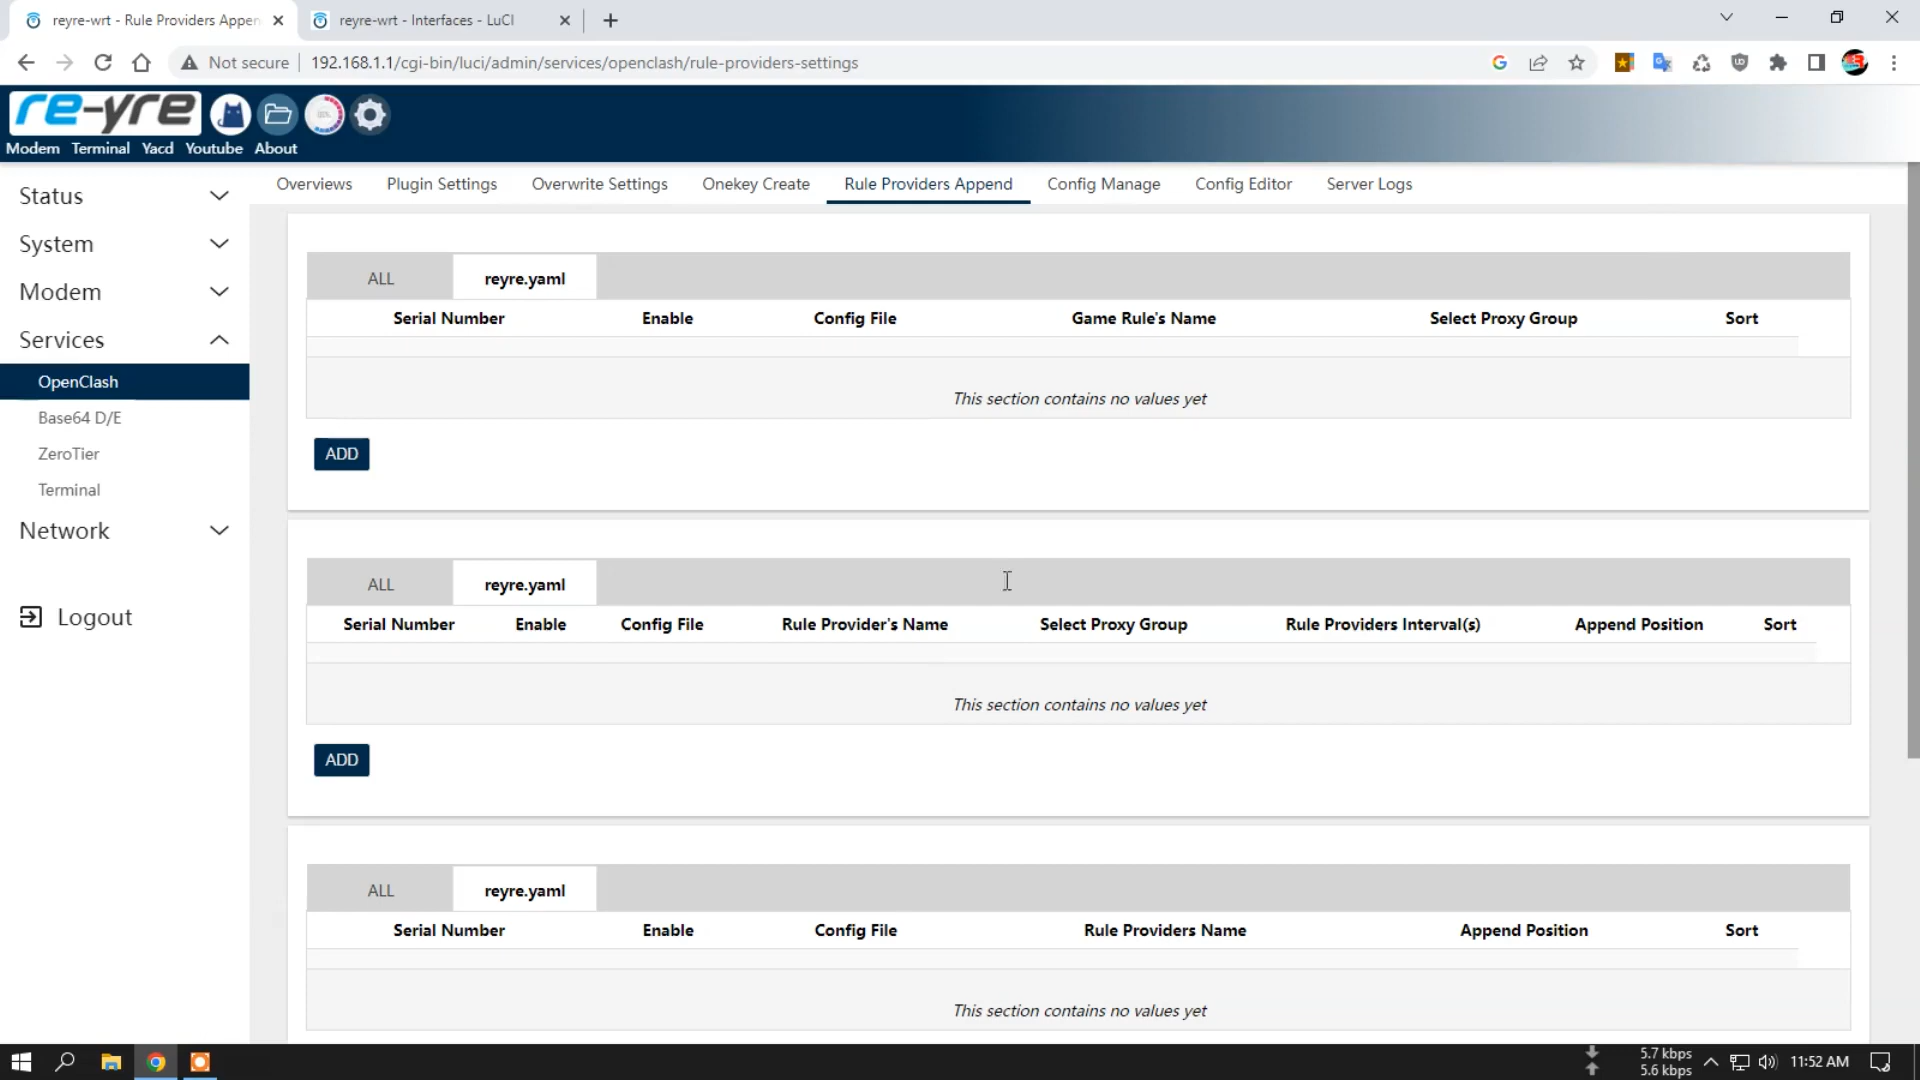 reyre-wrt - Rule Providers Appen
reyre-wrt - Interfaces - LuCI
Not secure
192.168.1.1/cgi-bin/luci/admin/services/openclash/rule-providers-settings
re-yre
Modem Terminal Yacd Youtube About
Status
System
Modem
Services
OpenClash
Base64 D/E
ZeroTier
Terminal
Network
Logout
Overviews Plugin Settings Overwrite Settings Onekey Create Rule Providers Append Config Manage Config Editor Server Logs
ALL reyre.yaml
Serial Number Enable Config File Game Rule's Name Select Proxy Group Sort
This section contains no values yet
ADD
ALL reyre.yaml
Serial Number Enable Config File Rule Provider's Name Select Proxy Group Rule Providers Interval(s) Append Position Sort
This section contains no values yet
ADD
ALL reyre.yaml
Serial Number Enable Config File Rule Providers Name Append Position Sort
This section contains no values yet
5.7 kbps
5.6 kbps
11:52 AM